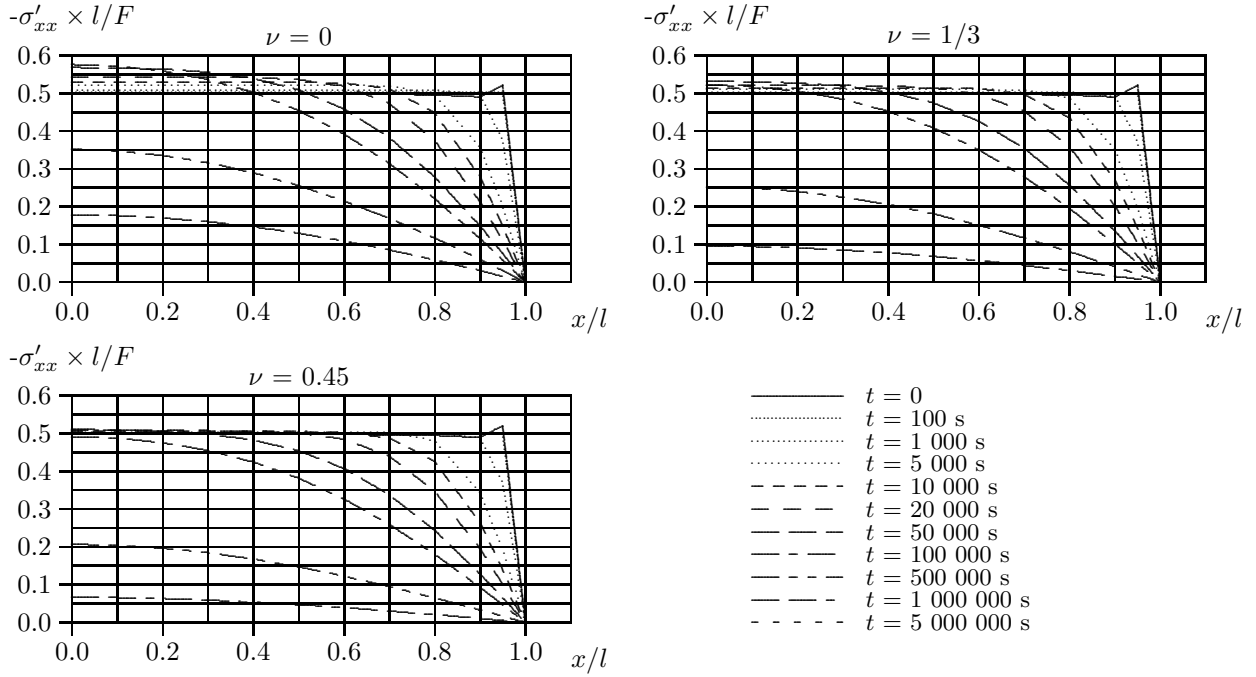 -σ′xx × l/F
ν = 0
0.6
0.5
0.4
0.3
0.2
0.1
0.0
0.0 0.2 0.4 0.6 0.8 1.0 x/l
-σ′xx × l/F
ν = 1/3
0.6
0.5
0.4
0.3
0.2
0.1
0.0
0.0 0.2 0.4 0.6 0.8 1.0 x/l
-σ′xx × l/F
ν = 0.45
0.6
0.5
0.4
0.3
0.2
0.1
0.0
0.0 0.2 0.4 0.6 0.8 1.0 x/l
t = 0
t = 100 s
t = 1 000 s
t = 5 000 s
t = 10 000 s
t = 20 000 s
t = 50 000 s
t = 100 000 s
t = 500 000 s
t = 1 000 000 s
t = 5 000 000 s